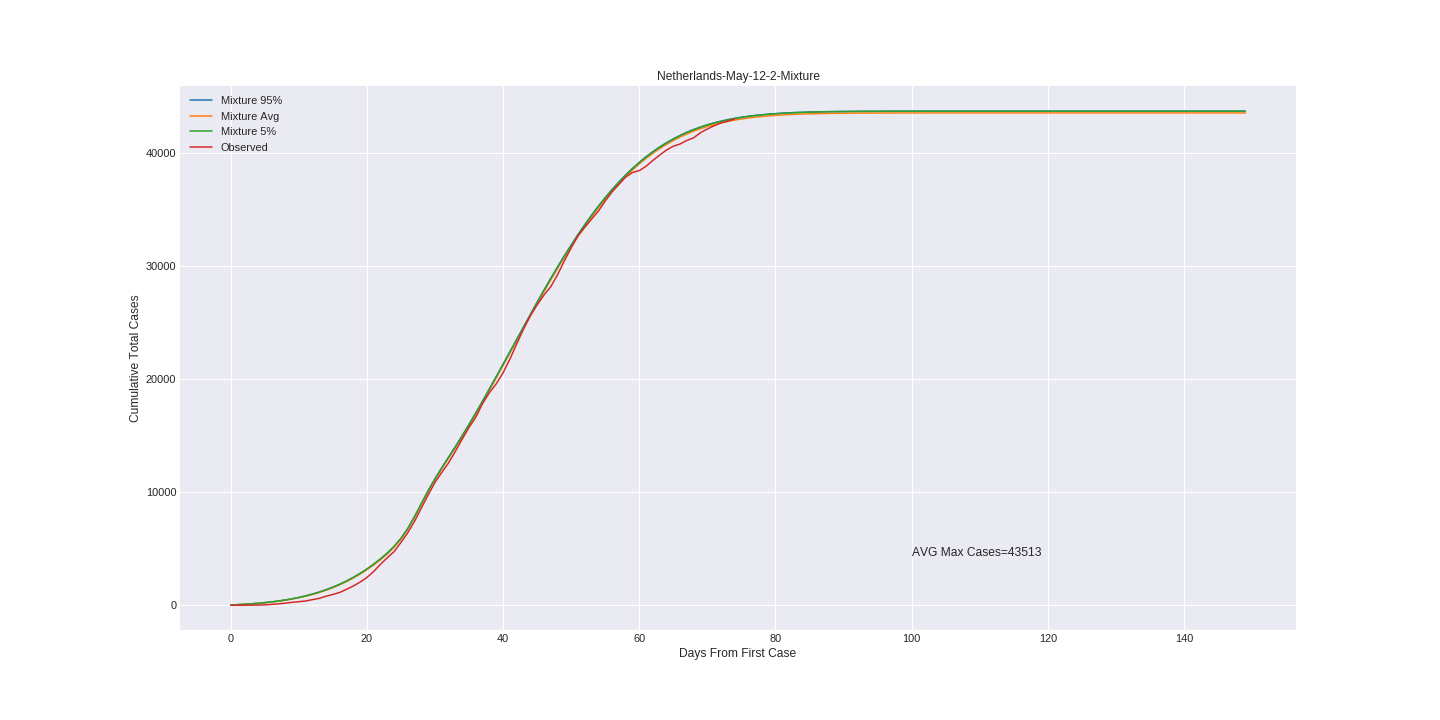 Netherlands-May-12-2-Mixture
Mixture 95%
Mixture Avg
Mixture 5%
Observed
Cumulative Total Cases
40000
30000
20000
10000
0
AVG Max Cases=43513
0 20 40 60 80 100 120 140
Days From First Case